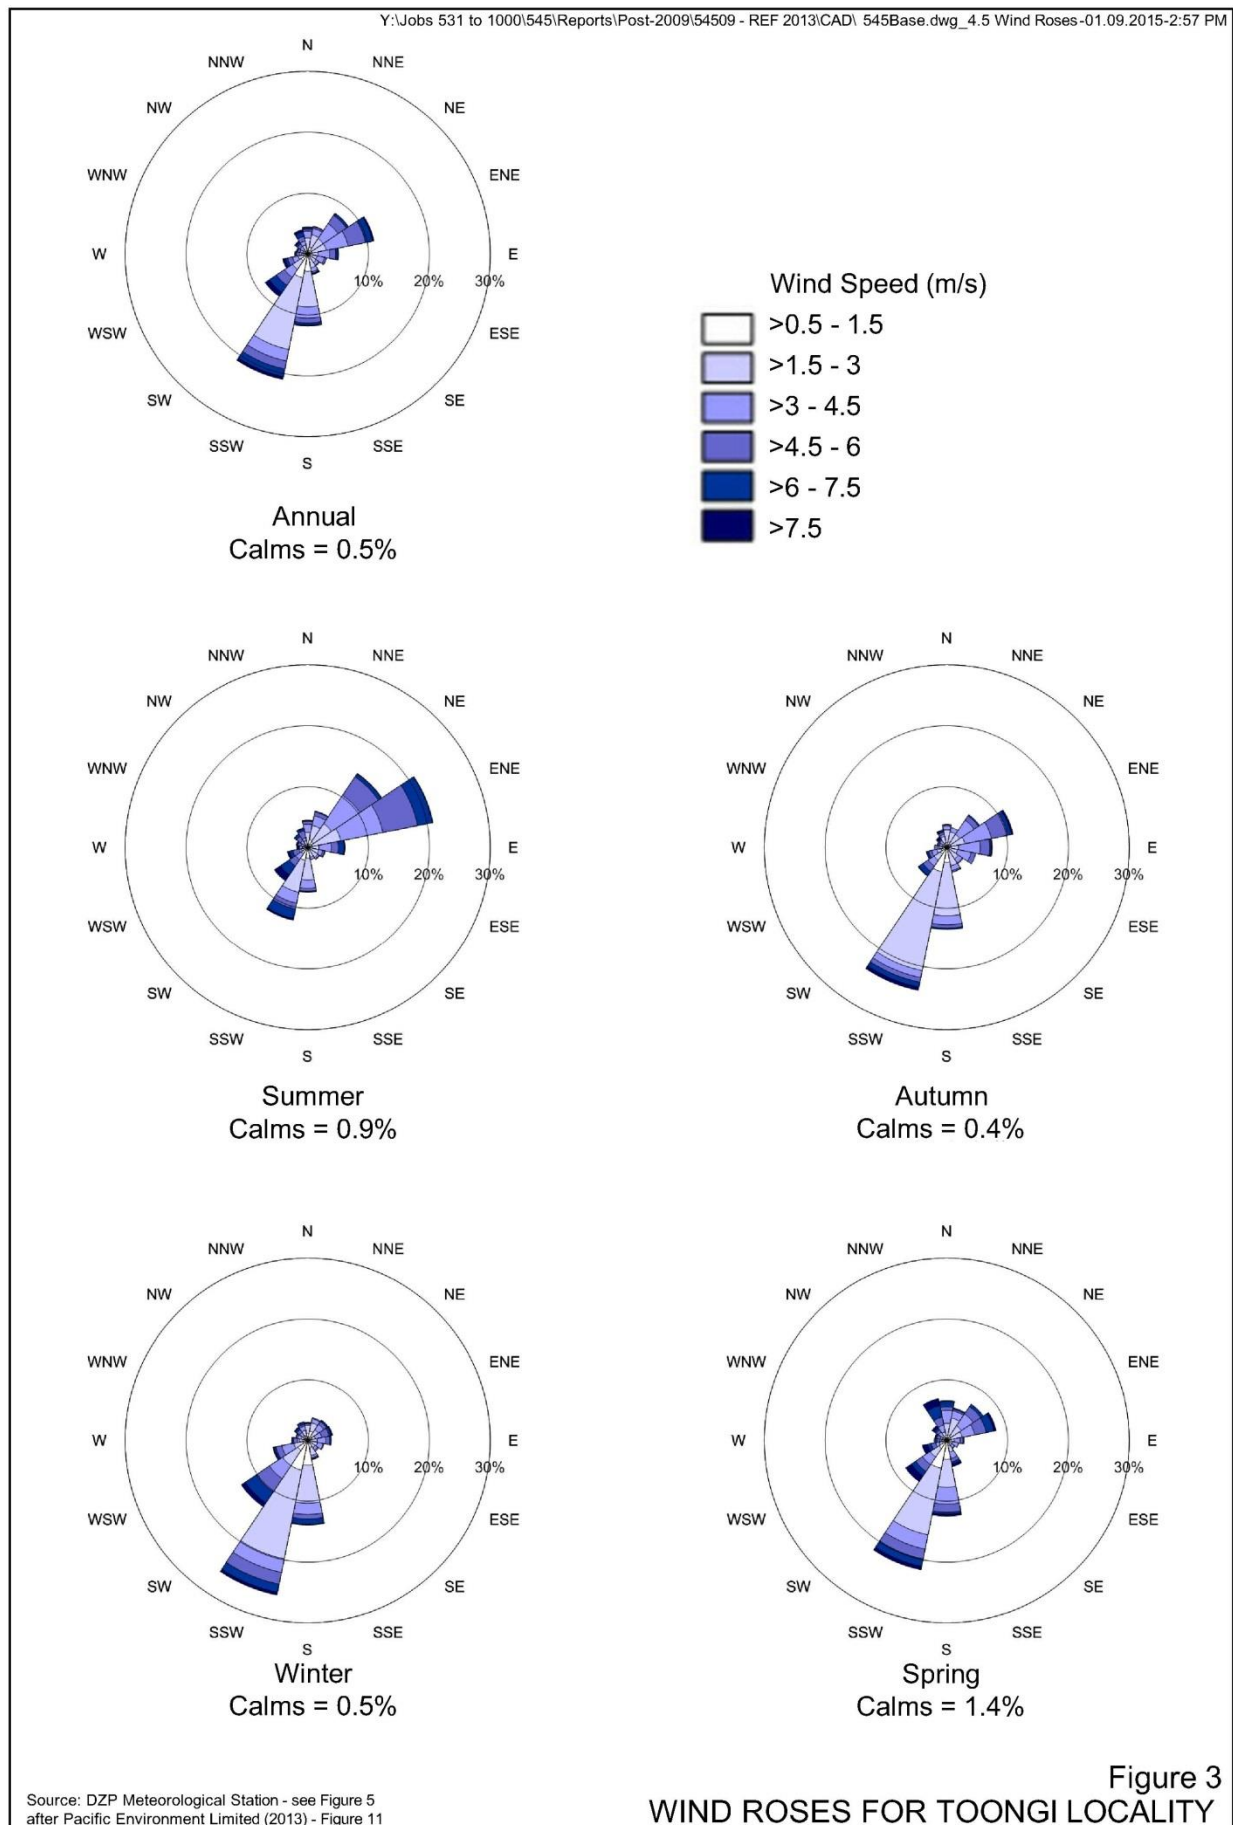 Y:\Jobs 531 to 1000\545\Reports\Post-2009\54509 - REF 2013\CAD\ 545Base.dwg_4.5 Wind Roses-01.09.2015-2:57 PM
N
NNW NNE
NW NE
WNW ENE
W E
10% 20% 30%
WSW ESE
SW SE
SSW SSE
S
Annual
Calms = 0.5%
Wind Speed (m/s)
>0.5 - 1.5
>1.5 - 3
>3 - 4.5
>4.5 - 6
>6 - 7.5
>7.5
N
NNW NNE
NW NE
WNW ENE
W E
10% 20% 30%
WSW ESE
SW SE
SSW SSE
S
Summer
Calms = 0.9%
N
NNW NNE
NW NE
WNW ENE
W E
10% 20% 30%
WSW ESE
SW SE
SSW SSE
S
Autumn
Calms = 0.4%
N
NNW NNE
NW NE
WNW ENE
W E
10% 20% 30%
WSW ESE
SW SE
SSW SSE
S
Winter
Calms = 0.5%
N
NNW NNE
NW NE
WNW ENE
W E
10% 20% 30%
WSW ESE
SW SE
SSW SSE
S
Spring
Calms = 1.4%
Source: DZP Meteorological Station - see Figure 5
after Pacific Environment Limited (2013) - Figure 11
Figure 3
WIND ROSES FOR TOONGI LOCALITY